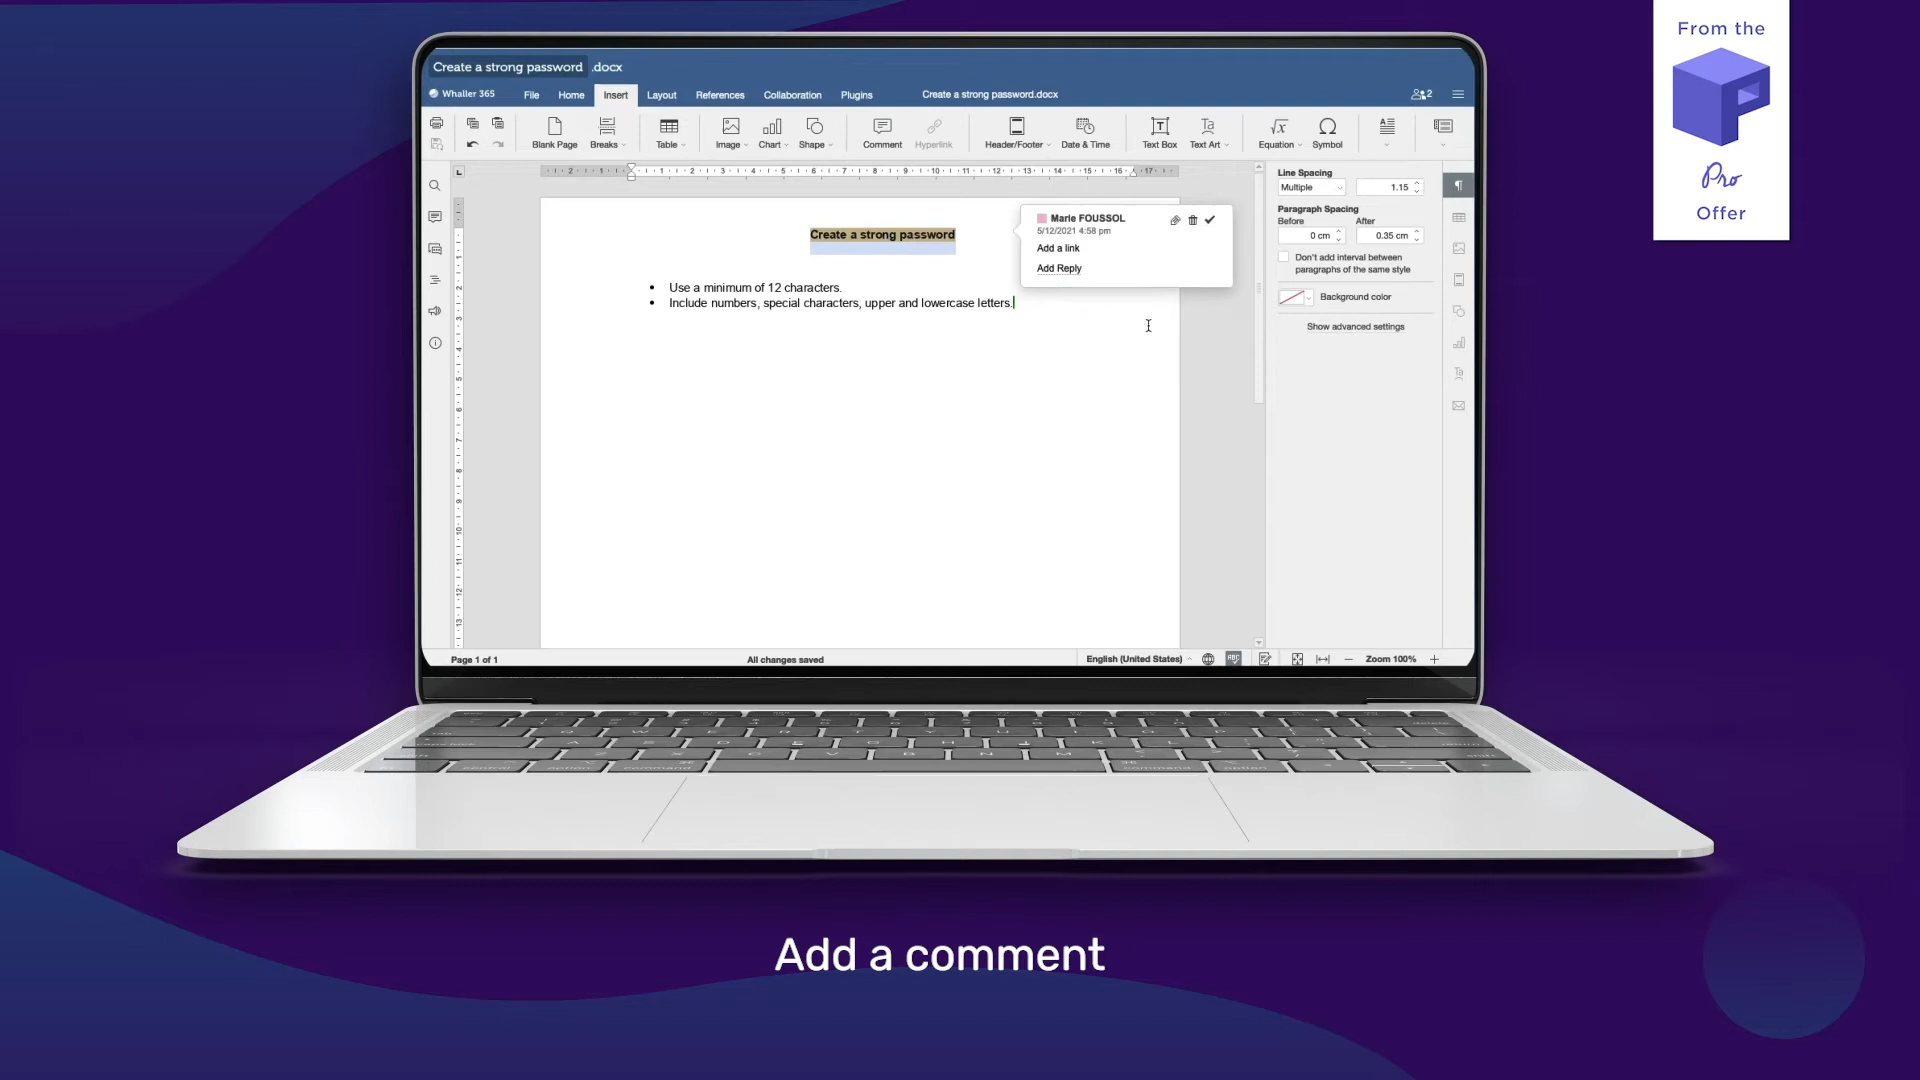 From the
Pro
Offer
Create a strong password .docx
Whaller 365
File Home Insert Layout References Collaboration Plugins
Create a strong password.docx
2
Blank Page Breaks Table Image Chart Shape Comment Hyperlink Header/Footer Date & Time Text Box Text Art Equation Symbol
Create a strong password
• Use a minimum of 12 characters.
• Include numbers, special characters, upper and lowercase letters.
Marie FOUSSOL
5/12/2021 4:58 pm
Add a link
Add Reply
Line Spacing
Multiple 1.15
Paragraph Spacing
Before After
0 cm 0.35 cm
Don't add interval between
paragraphs of the same style
Background color
Show advanced settings
Page 1 of 1
All changes saved
English (United States)
Zoom 100%
Add a comment